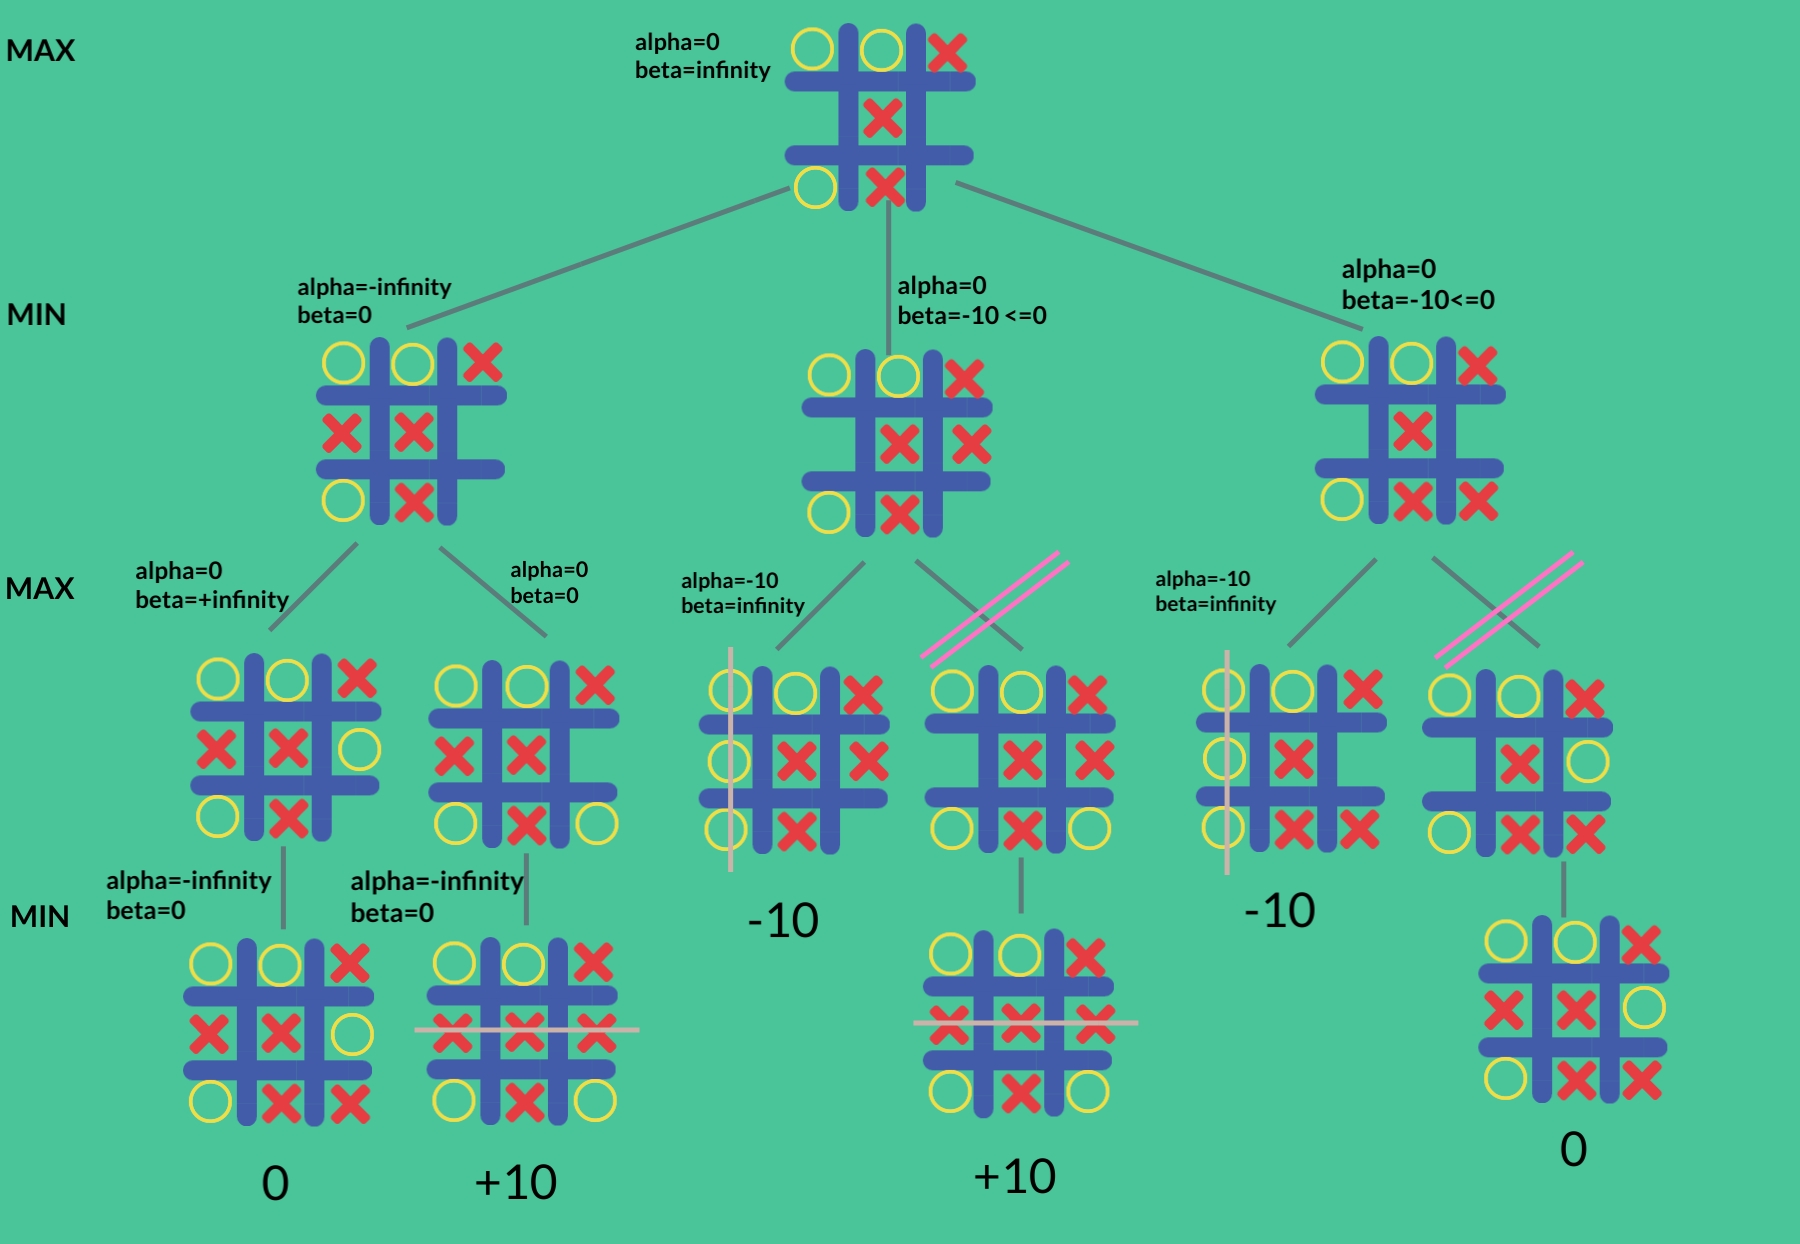 MAX
alpha=0
beta=infinity
MIN
alpha=-infinity
beta=0
alpha=0
beta=-10 <=0
alpha=0
beta=-10<=0
MAX
alpha=0
beta=+infinity
alpha=0
beta=0
alpha=-10
beta=infinity
alpha=-10
beta=infinity
MIN
alpha=-infinity
beta=0
alpha=-infinity
beta=0
-10
-10
0
+10
+10
0